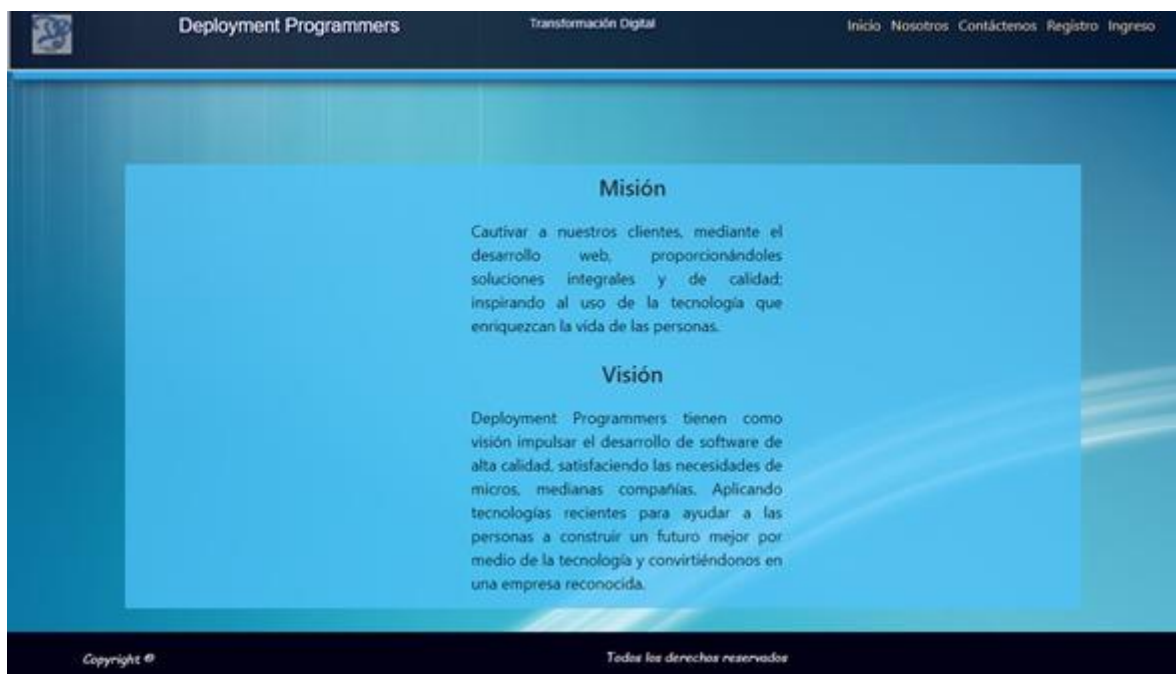 Deployment Programmers
Transformación Digital
Inicio Nosotros Contáctenos Registro Ingreso
Misión
Cautivar a nuestros clientes, mediante el
desarrollo web, proporcionándoles
soluciones integrales y de calidad;
inspirando al uso de la tecnología que
enriquezcan la vida de las personas.
Visión
Deployment Programmers tienen como
visión impulsar el desarrollo de software de
alta calidad, satisfaciendo las necesidades de
micros, medianas compañías. Aplicando
tecnologías recientes para ayudar a las
personas a construir un futuro mejor por
medio de la tecnología y convirtiéndonos en
una empresa reconocida.
Copyright ©
Todos los derechos reservados